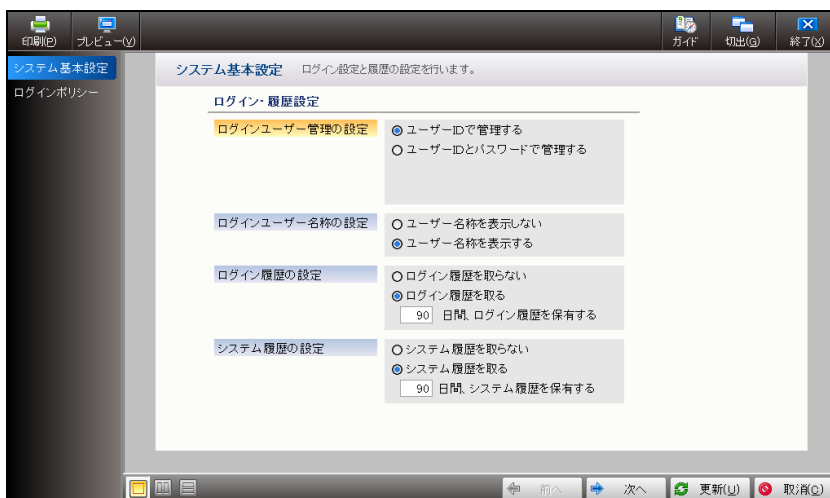 印刷(P) プレビュー(V) ガイド 切出(G) 終了(X)
システム基本設定
ログインポリシー
システム基本設定 ログイン設定と履歴の設定を行います。
ログイン・履歴設定
ログインユーザー管理の設定 ユーザーIDで管理する
ユーザーIDとパスワードで管理する
ログインユーザー名称の設定 ユーザー名称を表示しない
ユーザー名称を表示する
ログイン履歴の設定 ログイン履歴を取らない
ログイン履歴を取る
90 日間、ログイン履歴を保有する
システム履歴の設定 システム履歴を取らない
システム履歴を取る
90 日間、システム履歴を保有する
前へ 次へ 更新(U) 取消(C)